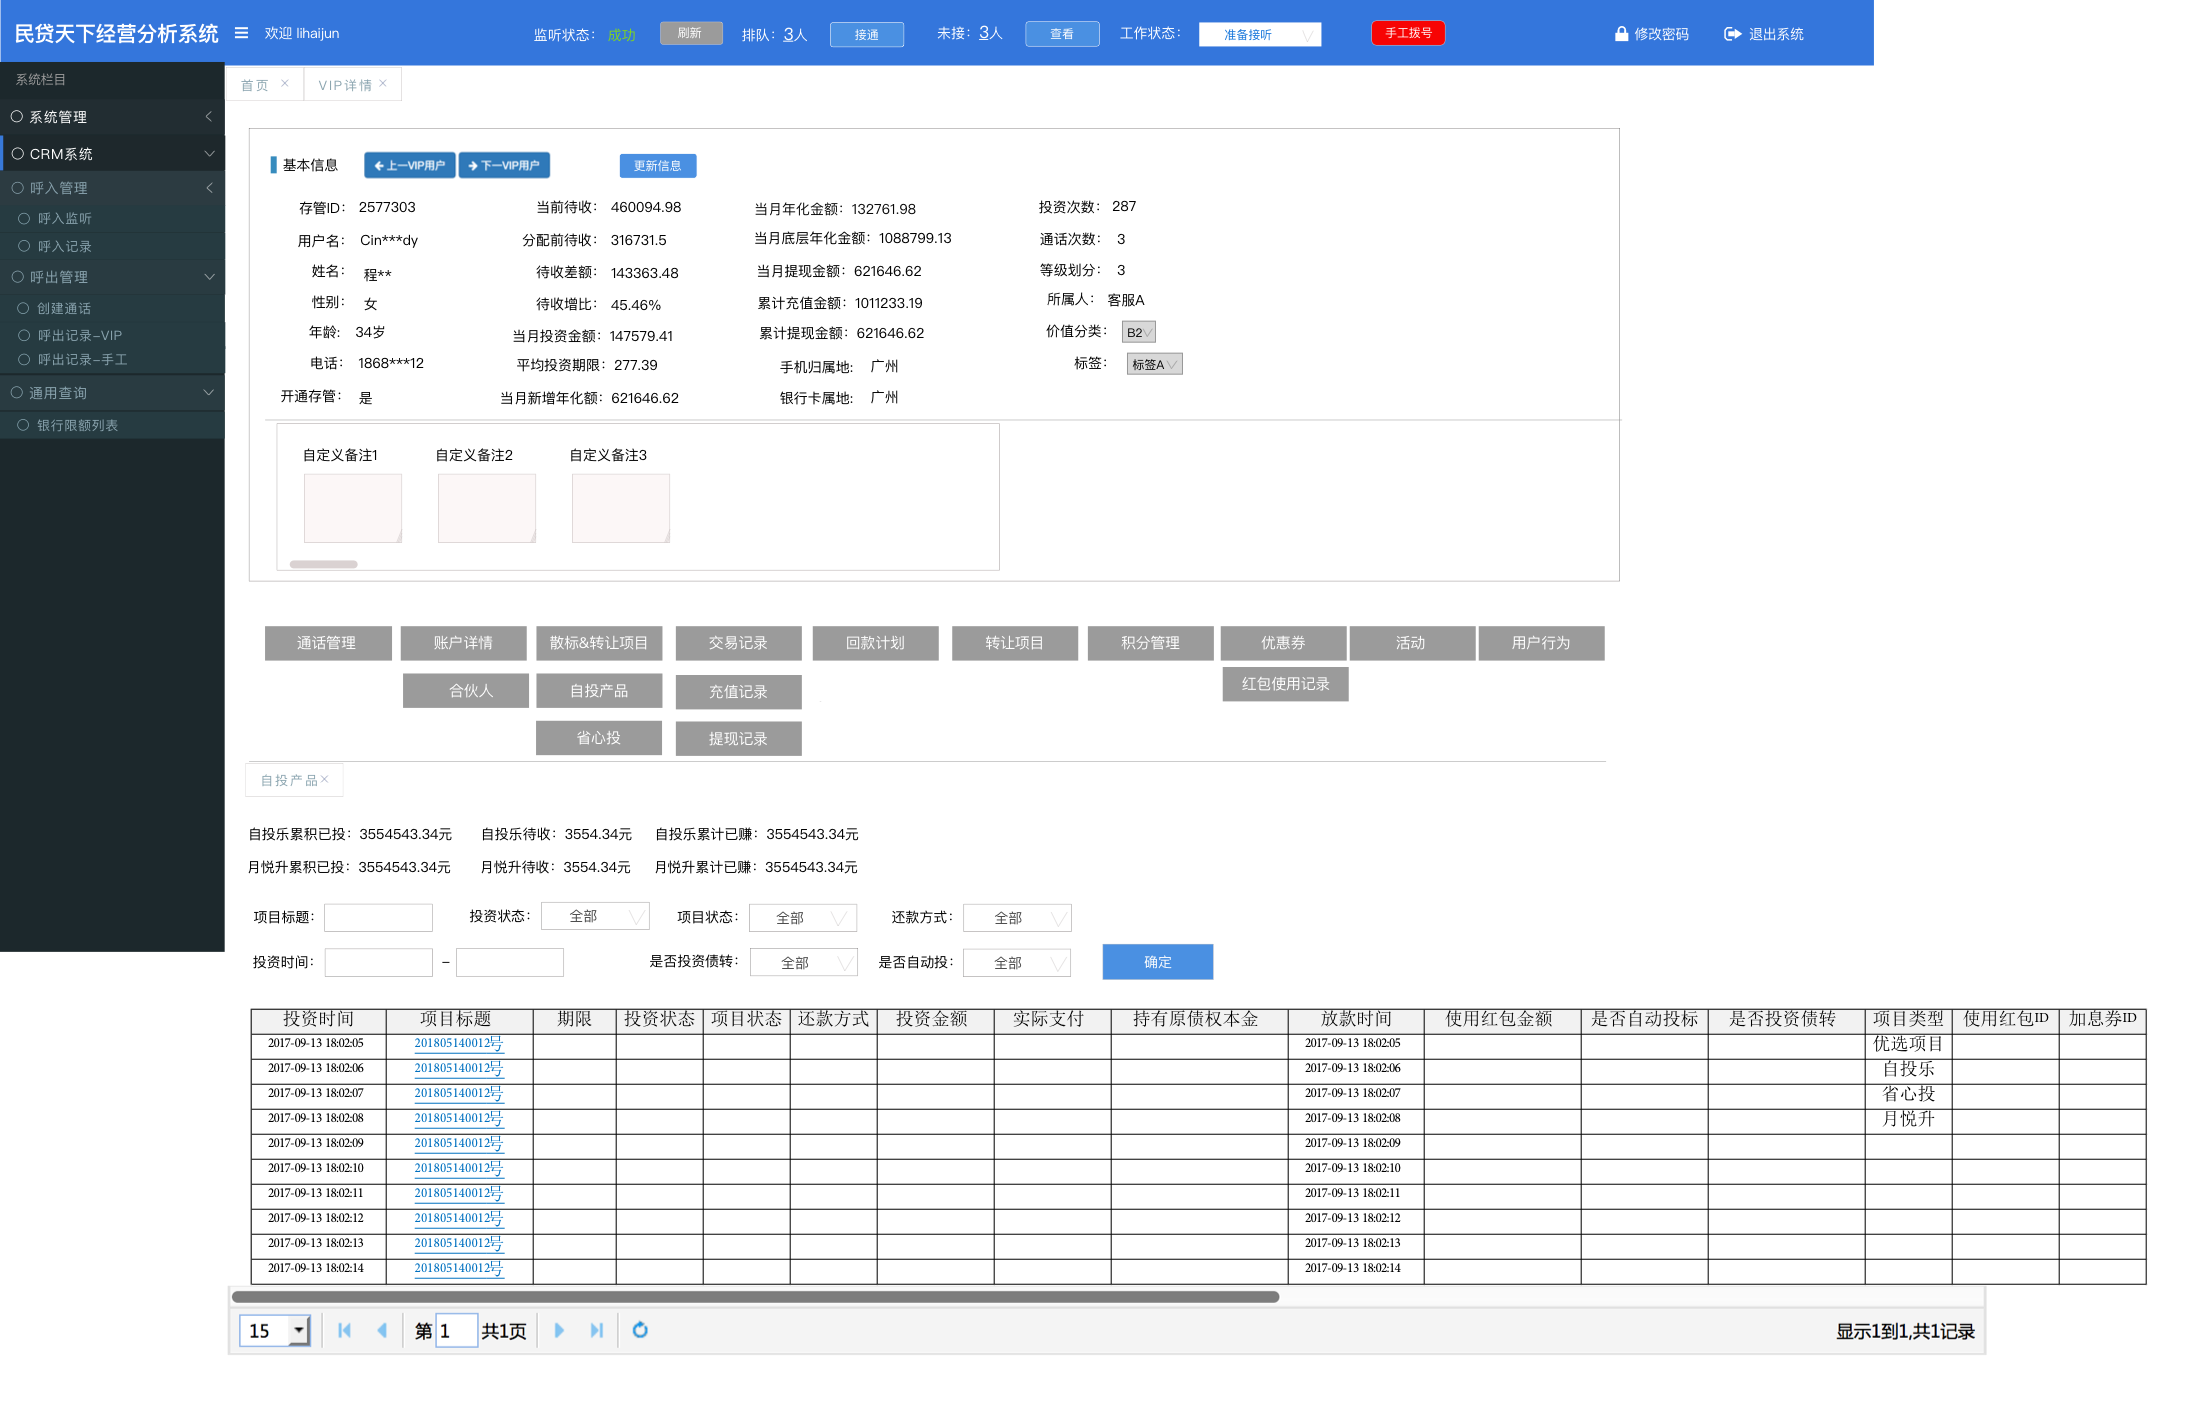 民贷天下经营分析系统 欢迎 lihaijun 监听状态： 成功 刷新 排队：3人 接通 未接：3人 查看 工作状态： 准备接听 手工拨号 修改密码 退出系统
系统栏目
系统管理
CRM系统
呼入管理
呼入监听
呼入记录
呼出管理
创建通话
呼出记录-VIP
呼出记录-手工
通用查询
银行限额列表
首页 × VIP详情 ×
基本信息 上一VIP用户 下一VIP用户 更新信息
存管ID： 2577303 当前待收： 460094.98 当月年化金额：132761.98 投资次数： 287
用户名： Cin***dy 分配前待收： 316731.5 当月底层年化金额：1088799.13 通话次数： 3
姓名： 程** 待收差额： 143363.48 当月提现金额：621646.62 等级划分： 3
性别： 女 待收增比： 45.46% 累计充值金额：1011233.19 所属人： 客服A
年龄： 34岁 当月投资金额：147579.41 累计提现金额：621646.62 价值分类： B2
电话： 1868***12 平均投资期限：277.39 手机归属地： 广州 标签： 标签A
开通存管： 是 当月新增年化额：621646.62 银行卡属地： 广州
自定义备注1 自定义备注2 自定义备注3
通话管理 账户详情 散标&转让项目 交易记录 回款计划 转让项目 积分管理 优惠券 活动 用户行为
合伙人 自投产品 充值记录 红包使用记录
省心投 提现记录
自投产品×
自投乐累积已投：3554543.34元 自投乐待收：3554.34元 自投乐累计已赚：3554543.34元
月悦升累积已投：3554543.34元 月悦升待收：3554.34元 月悦升累计已赚：3554543.34元
项目标题： 投资状态： 全部 项目状态： 全部 还款方式： 全部
投资时间： - 是否投资债转： 全部 是否自动投： 全部 确定
投资时间 项目标题 期限 投资状态 项目状态 还款方式 投资金额 实际支付 持有原债权本金 放款时间 使用红包金额 是否自动投标 是否投资债转 项目类型 使用红包ID 加息券ID
2017-09-13 18:02:05 201805140012号 2017-09-13 18:02:05 优选项目
2017-09-13 18:02:06 201805140012号 2017-09-13 18:02:06 自投乐
2017-09-13 18:02:07 201805140012号 2017-09-13 18:02:07 省心投
2017-09-13 18:02:08 201805140012号 2017-09-13 18:02:08 月悦升
2017-09-13 18:02:09 201805140012号 2017-09-13 18:02:09
2017-09-13 18:02:10 201805140012号 2017-09-13 18:02:10
2017-09-13 18:02:11 201805140012号 2017-09-13 18:02:11
2017-09-13 18:02:12 201805140012号 2017-09-13 18:02:12
2017-09-13 18:02:13 201805140012号 2017-09-13 18:02:13
2017-09-13 18:02:14 201805140012号 2017-09-13 18:02:14
15 第 1 共1页 显示1到1,共1记录